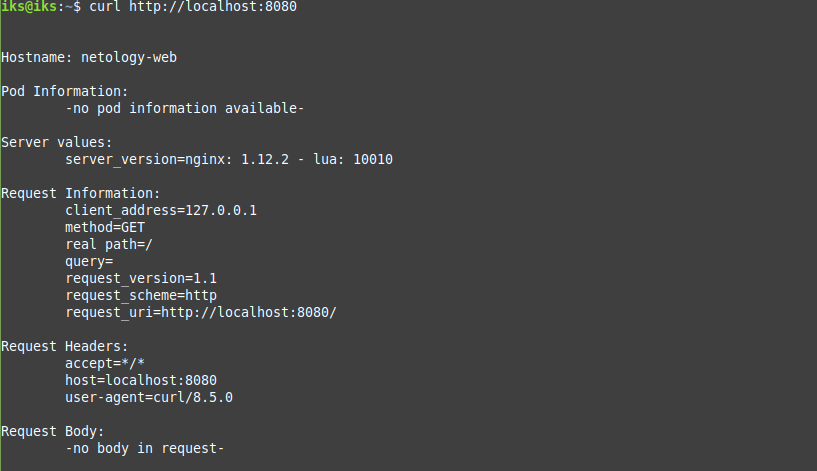 iks@iks:~$ curl http://localhost:8080
Hostname: netology-web
Pod Information:
-no pod information available-
Server values:
server_version=nginx: 1.12.2 - lua: 10010
Request Information:
client_address=127.0.0.1
method=GET
real path=/
query=
request_version=1.1
request_scheme=http
request_uri=http://localhost:8080/
Request Headers:
accept=*/*
host=localhost:8080
user-agent=curl/8.5.0
Request Body:
-no body in request-